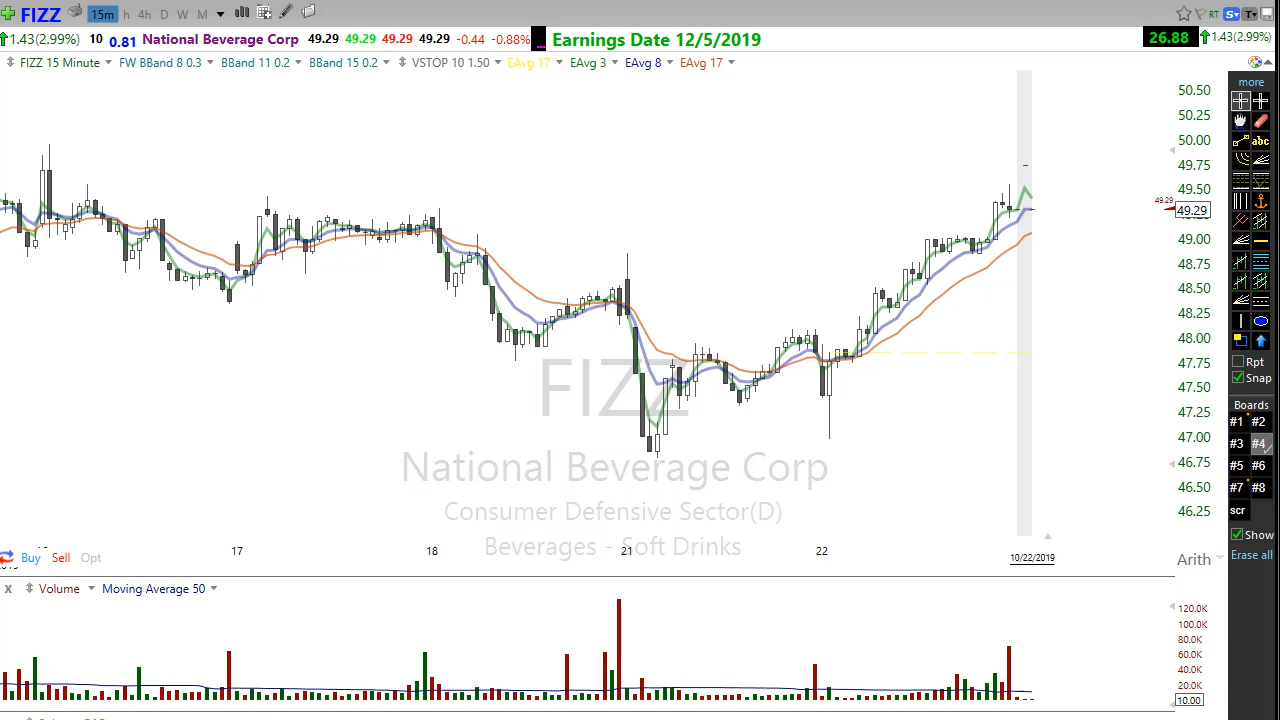 FIZZ 15m h 4h D W M RT S T
1.43(2.99%) 10 0.81 National Beverage Corp 49.29 49.29 49.29 49.29 -0.44 -0.88% Earnings Date 12/5/2019 26.88 1.43(2.99%)
FIZZ 15 Minute FW BBand 8 0.3 BBand 11 0.2 BBand 15 0.2 VSTOP 10 1.50 EAvg 17 EAvg 3 EAvg 8 EAvg 17
more
abc
50.50
50.25
50.00
49.75
49.50
49.29 49.29
49.00
48.75
48.50
48.25
48.00
47.75
47.50
47.25
47.00
46.75
46.50
46.25
FIZZ
National Beverage Corp
Consumer Defensive Sector(D)
Beverages - Soft Drinks
Rpt
Snap
Boards
#1 #2
#3 #4
#5 #6
#7 #8
scr
Show
Erase all
17 18 21 22 10/22/2019
Buy Sell Opt Arith
X Volume Moving Average 50
120.0K
100.0K
80.0K
60.0K
40.0K
20.0K
10.00